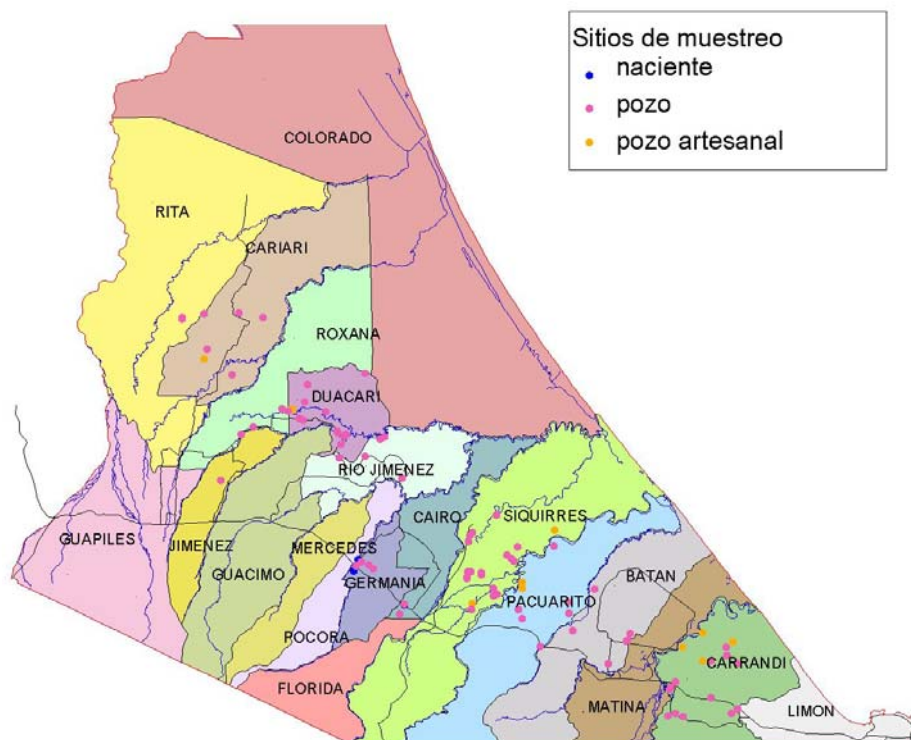 Sitios de muestreo
naciente
pozo
pozo artesanal
COLORADO
RITA
CARIARI
ROXANA
DUACARI
RIO JIMENEZ
GUAPILES
JIMENEZ
GUACIMO
MERCEDES
CAIRO
SIQUIRRES
GERMANIA
POCORA
PACUARITO
BATAN
FLORIDA
MATINA
CARRANDI
LIMON